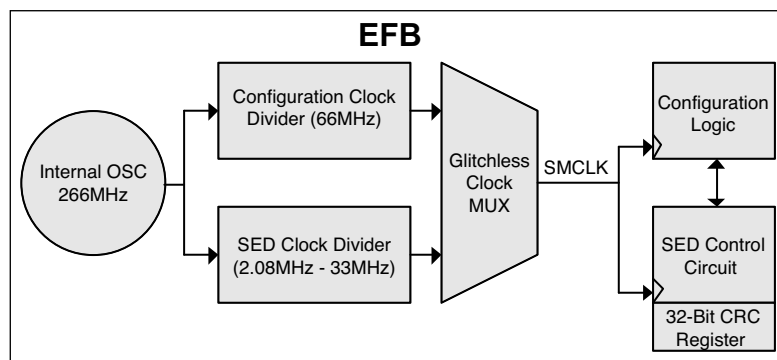 EFB
Internal OSC
266MHz
Configuration Clock
Divider (66MHz)
SED Clock Divider
(2.08MHz - 33MHz)
Glitchless
Clock
MUX
SMCLK
Configuration
Logic
SED Control
Circuit
32-Bit CRC
Register